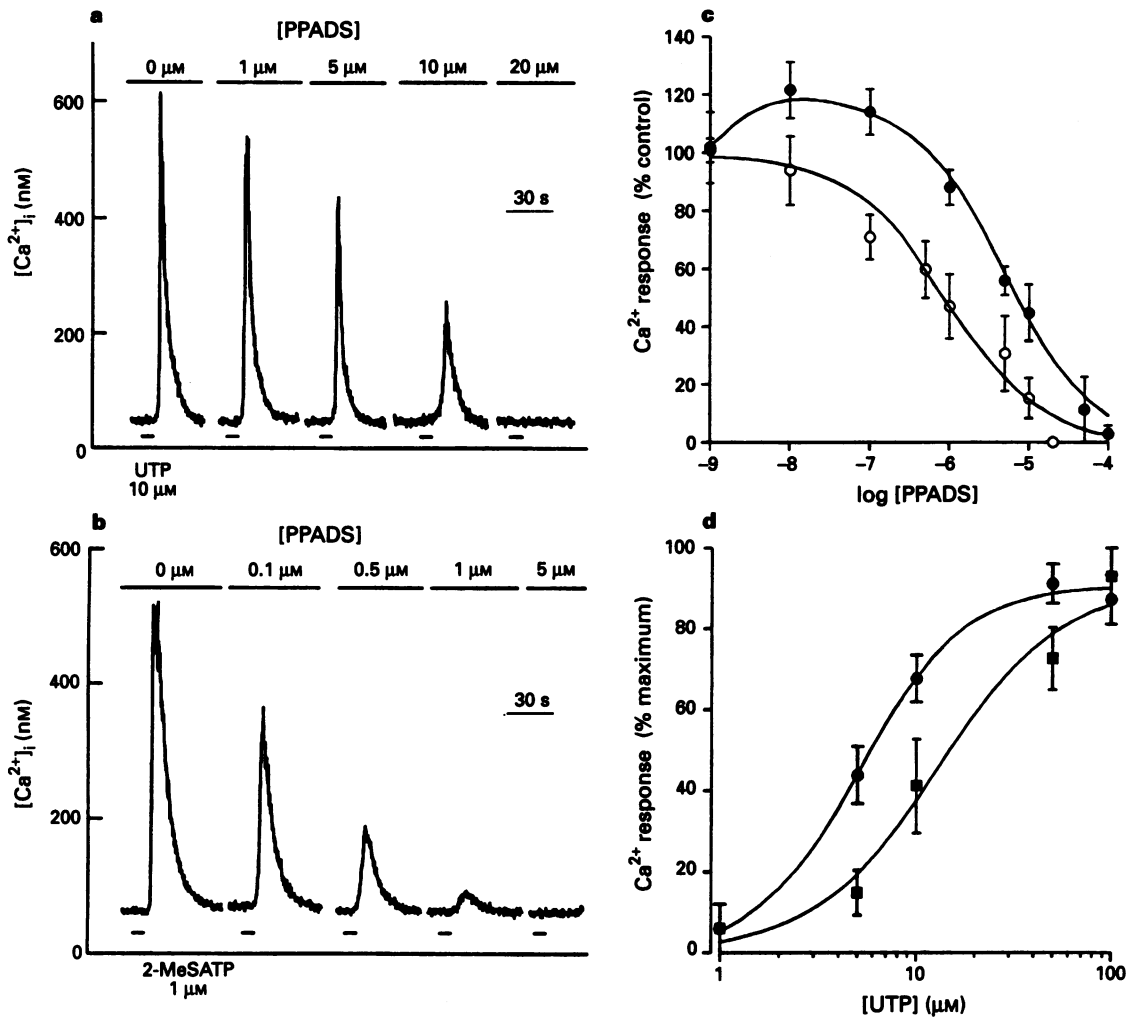 a
[PPADS]
0 μM 1 μM 5 μM 10 μM 20 μM
600
400
200
0
[Ca²⁺]ᵢ (nM)
30 s
UTP
10 μM
b
[PPADS]
0 μM 0.1 μM 0.5 μM 1 μM 5 μM
600
400
200
0
[Ca²⁺]ᵢ (nM)
30 s
2-MeSATP
1 μM
c
140
120
100
80
60
40
20
0
Ca²⁺ response (% control)
–9 –8 –7 –6 –5 –4
log [PPADS]
d
100
80
60
40
20
0
Ca²⁺ response (% maximum)
1 10 100
[UTP] (μM)